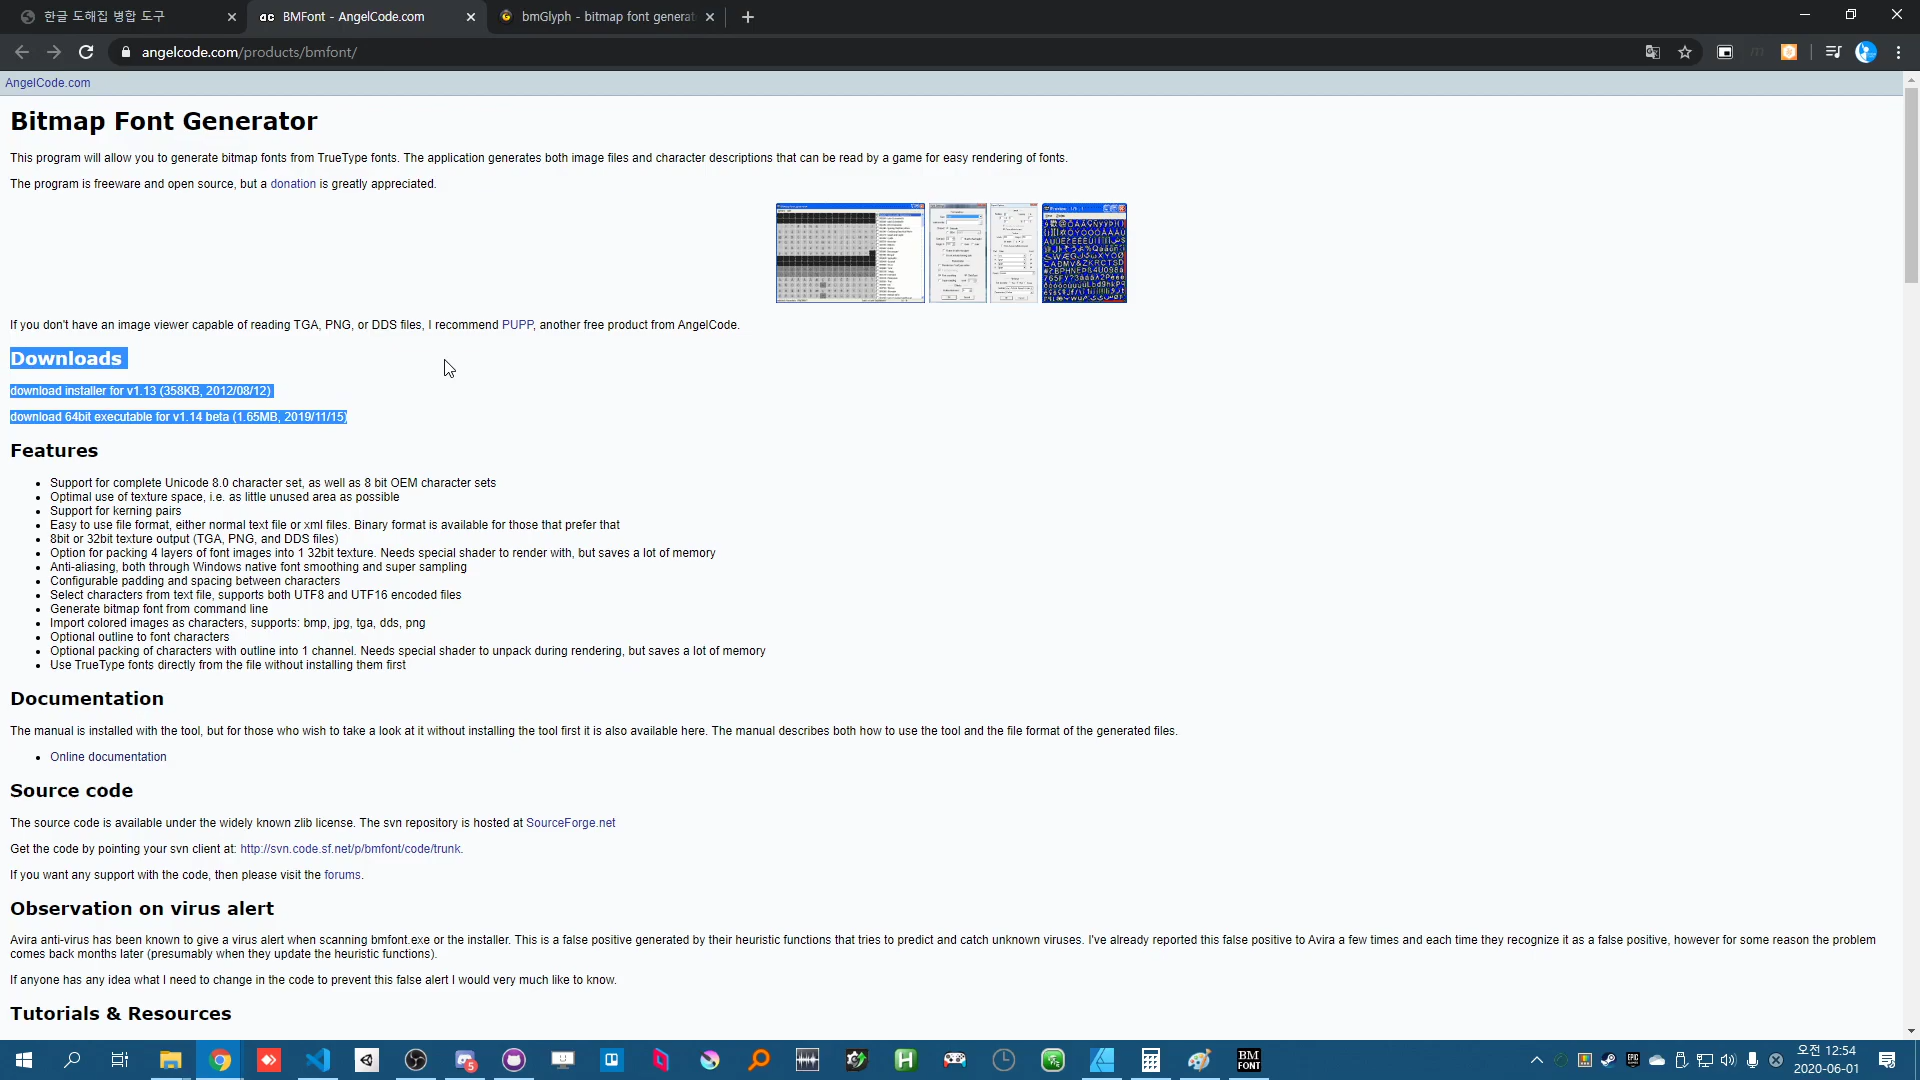 한글 도해집 병합 도구
BMFont - AngelCode.com
bmGlyph - bitmap font generat
angelcode.com/products/bmfont/
AngelCode.com
Bitmap Font Generator
This program will allow you to generate bitmap fonts from TrueType fonts. The application generates both image files and character descriptions that can be read by a game for easy rendering of fonts.
The program is freeware and open source, but a donation is greatly appreciated.
If you don't have an image viewer capable of reading TGA, PNG, or DDS files, I recommend PUPP, another free product from AngelCode.
Downloads
download installer for v1.13 (358KB, 2012/08/12)
download 64bit executable for v1.14 beta (1.65MB, 2019/11/15)
Features
• Support for complete Unicode 8.0 character set, as well as 8 bit OEM character sets
• Optimal use of texture space, i.e. as little unused area as possible
• Support for kerning pairs
• Easy to use file format, either normal text file or xml files. Binary format is available for those that prefer that
• 8bit or 32bit texture output (TGA, PNG, and DDS files)
• Option for packing 4 layers of font images into 1 32bit texture. Needs special shader to render with, but saves a lot of memory
• Anti-aliasing, both through Windows native font smoothing and super sampling
• Configurable padding and spacing between characters
• Select characters from text file, supports both UTF8 and UTF16 encoded files
• Generate bitmap font from command line
• Import colored images as characters, supports: bmp, jpg, tga, dds, png
• Optional outline to font characters
• Optional packing of characters with outline into 1 channel. Needs special shader to unpack during rendering, but saves a lot of memory
• Use TrueType fonts directly from the file without installing them first
Documentation
The manual is installed with the tool, but for those who wish to take a look at it without installing the tool first it is also available here. The manual describes both how to use the tool and the file format of the generated files.
• Online documentation
Source code
The source code is available under the widely known zlib license. The svn repository is hosted at SourceForge.net
Get the code by pointing your svn client at: http://svn.code.sf.net/p/bmfont/code/trunk.
If you want any support with the code, then please visit the forums.
Observation on virus alert
Avira anti-virus has been known to give a virus alert when scanning bmfont.exe or the installer. This is a false positive generated by their heuristic functions that tries to predict and catch unknown viruses. I've already reported this false positive to Avira a few times and each time they recognize it as a false positive, however for some reason the problem
comes back months later (presumably when they update the heuristic functions).
If anyone has any idea what I need to change in the code to prevent this false alert I would very much like to know.
Tutorials & Resources
BM
FONT
오전 12:54
2020-06-01